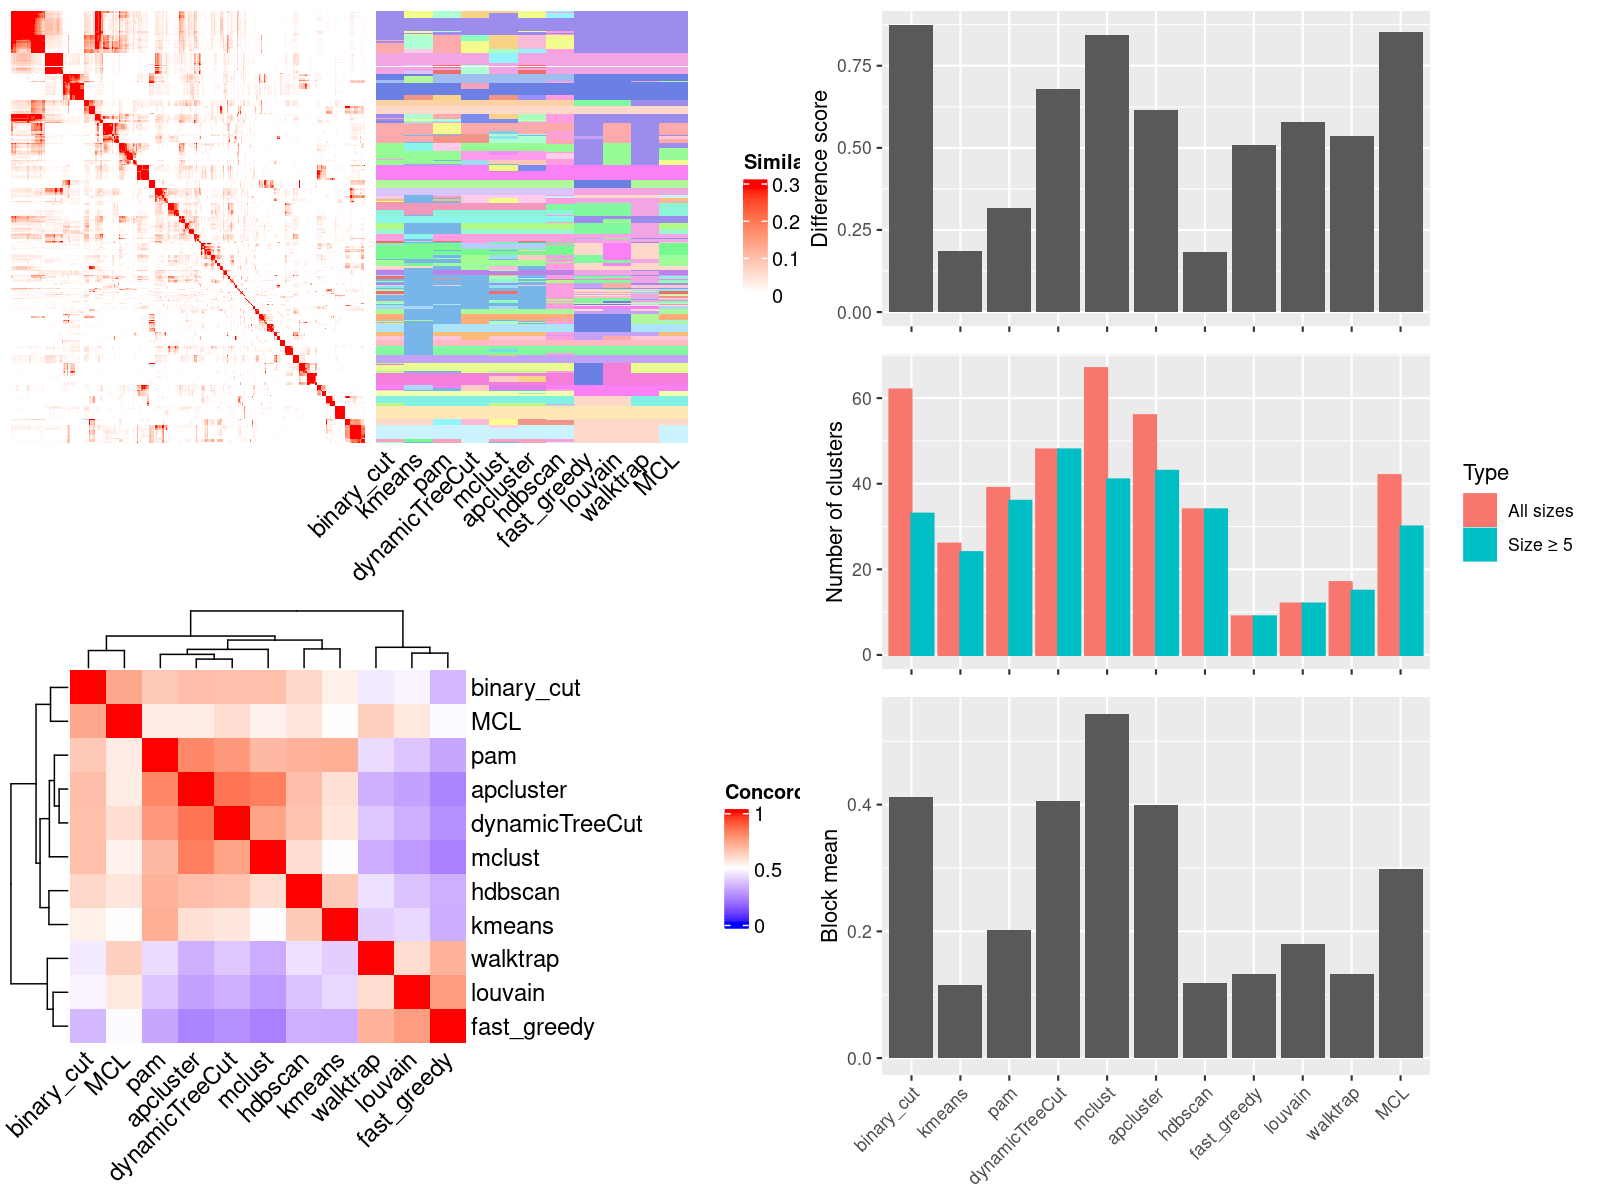 Simila
0.3
0.2
0.1
0
binary_cut
kmeans
pam
dynamicTreeCut
mclust
apcluster
hdbscan
fast_greedy
louvain
walktrap
MCL
Difference score
0.75
0.50
0.25
0.00
Number of clusters
60
40
20
0
Type
All sizes
Size ≥ 5
binary_cut
MCL
pam
apcluster
dynamicTreeCut
mclust
hdbscan
kmeans
walktrap
louvain
fast_greedy
binary_cut
MCL
pam
apcluster
dynamicTreeCut
mclust
hdbscan
kmeans
walktrap
louvain
fast_greedy
Concord
1
0.5
0
Block mean
0.4
0.2
0.0
binary_cut
kmeans
pam
dynamicTreeCut
mclust
apcluster
hdbscan
fast_greedy
louvain
walktrap
MCL